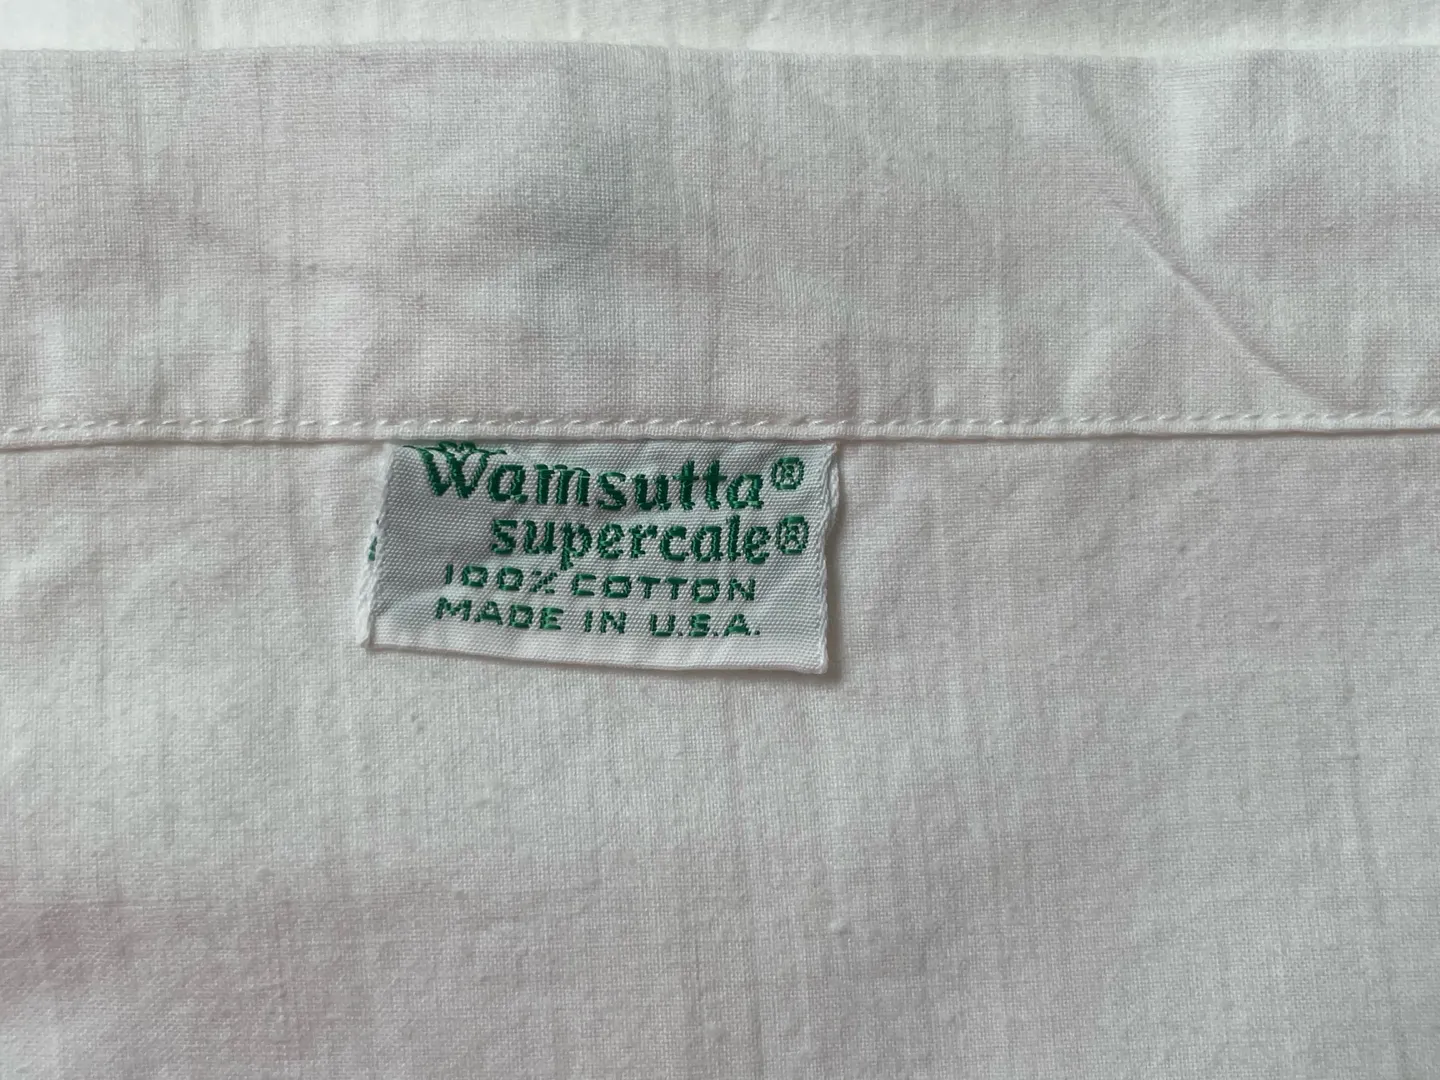 Wamsutta®
supercale®
100% COTTON
MADE IN U.S.A.